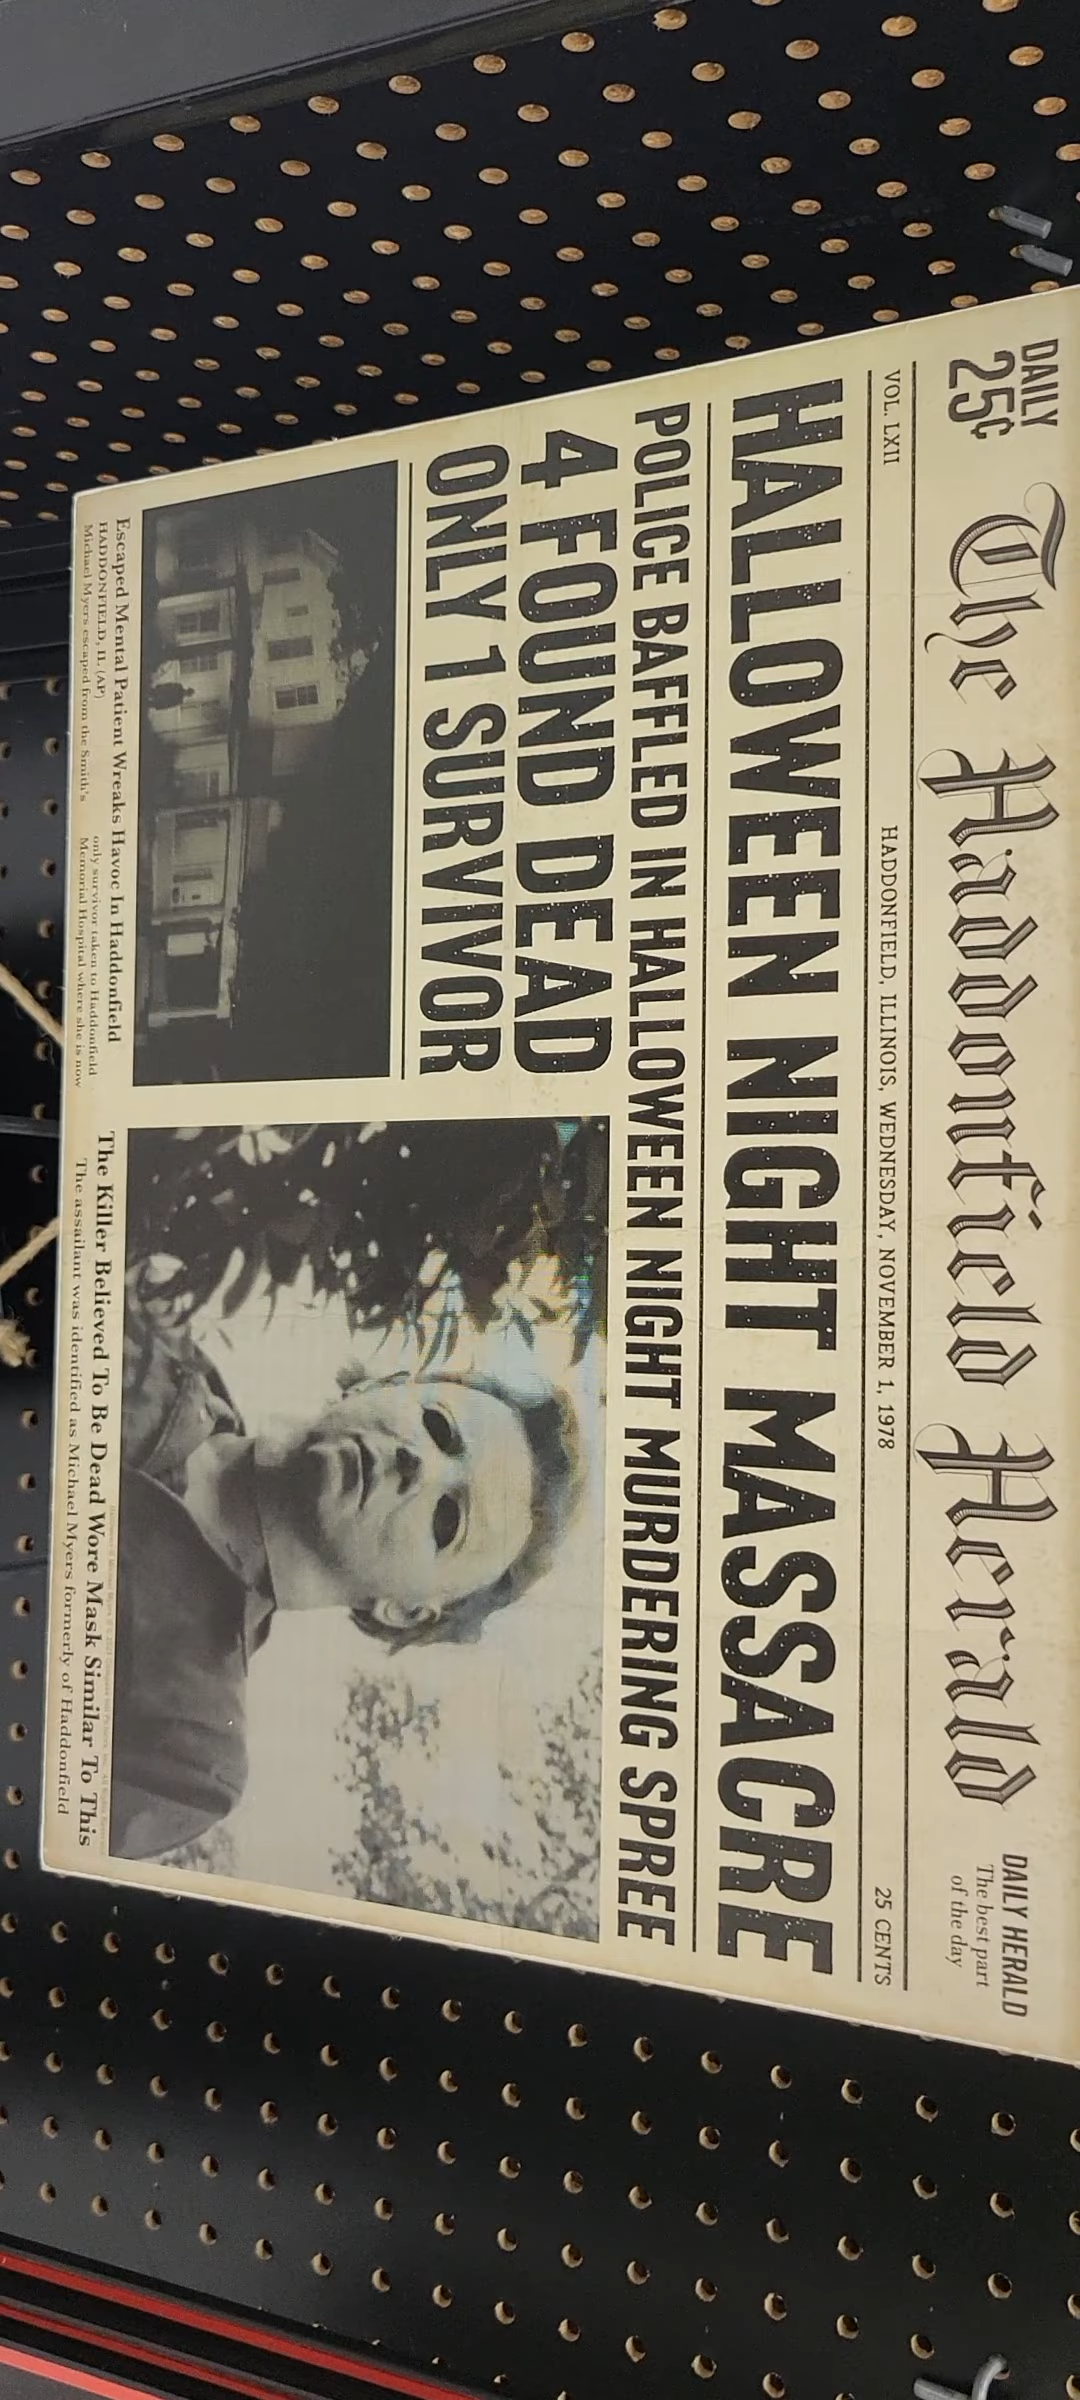 DAILY
25¢
The Haddonfield Herald
DAILY HERALD
The best part
of the day
VOL. LXII
HADDONFIELD, ILLINOIS, WEDNESDAY, NOVEMBER 1, 1978
25 CENTS
HALLOWEEN NIGHT MASSACRE
POLICE BAFFLED IN HALLOWEEN NIGHT MURDERING SPREE
4 FOUND DEAD
ONLY 1 SURVIVOR
Escaped Mental Patient Wreaks Havoc In Haddonfield
HADDONFIELD, IL (AP)
Michael Myers escaped from the Smith's
only survivor taken to Haddonfield
Memorial Hospital where she is now
The Killer Believed To Be Dead Wore Mask Similar To This
The assailant was identified as Michael Myers formerly of Haddonfield